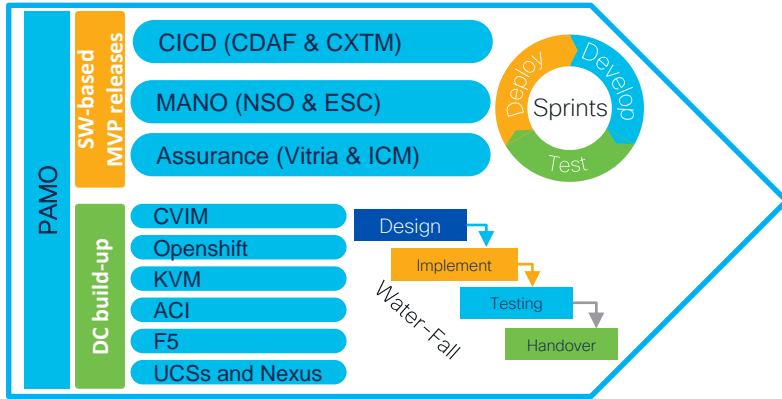 PAMO
SW-based
MVP releases
CICD (CDAF & CXTM)
MANO (NSO & ESC)
Assurance (Vitria & ICM)
Deploy
Develop
Sprints
Test
DC build-up
CVIM
Openshift
KVM
ACI
F5
UCSs and Nexus
Design
Implement
Testing
Handover
Water-Fall